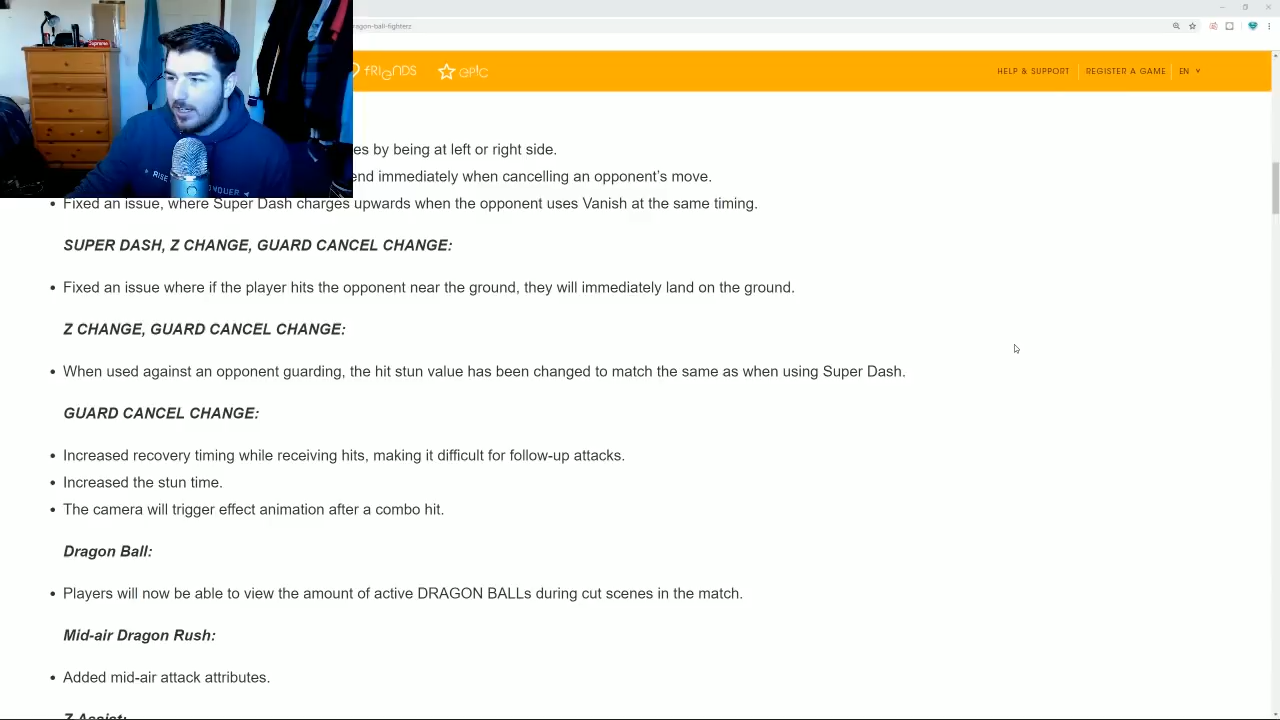 dragon-ball-fighterz
FRIENDS
EPIC
HELP & SUPPORT
REGISTER A GAME
EN
Supreme
RISE
CONQUER
es by being at left or right side.
end immediately when cancelling an opponent's move.
• Fixed an issue, where Super Dash charges upwards when the opponent uses Vanish at the same timing.
SUPER DASH, Z CHANGE, GUARD CANCEL CHANGE:
• Fixed an issue where if the player hits the opponent near the ground, they will immediately land on the ground.
Z CHANGE, GUARD CANCEL CHANGE:
• When used against an opponent guarding, the hit stun value has been changed to match the same as when using Super Dash.
GUARD CANCEL CHANGE:
• Increased recovery timing while receiving hits, making it difficult for follow-up attacks.
• Increased the stun time.
• The camera will trigger effect animation after a combo hit.
Dragon Ball:
• Players will now be able to view the amount of active DRAGON BALLs during cut scenes in the match.
Mid-air Dragon Rush:
• Added mid-air attack attributes.
Z Assist: